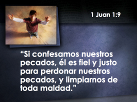 1 Juan 1:9
“Si confesamos nuestros
pecados, él es fiel y justo
para perdonar nuestros
pecados, y limpiarnos de
toda maldad.”